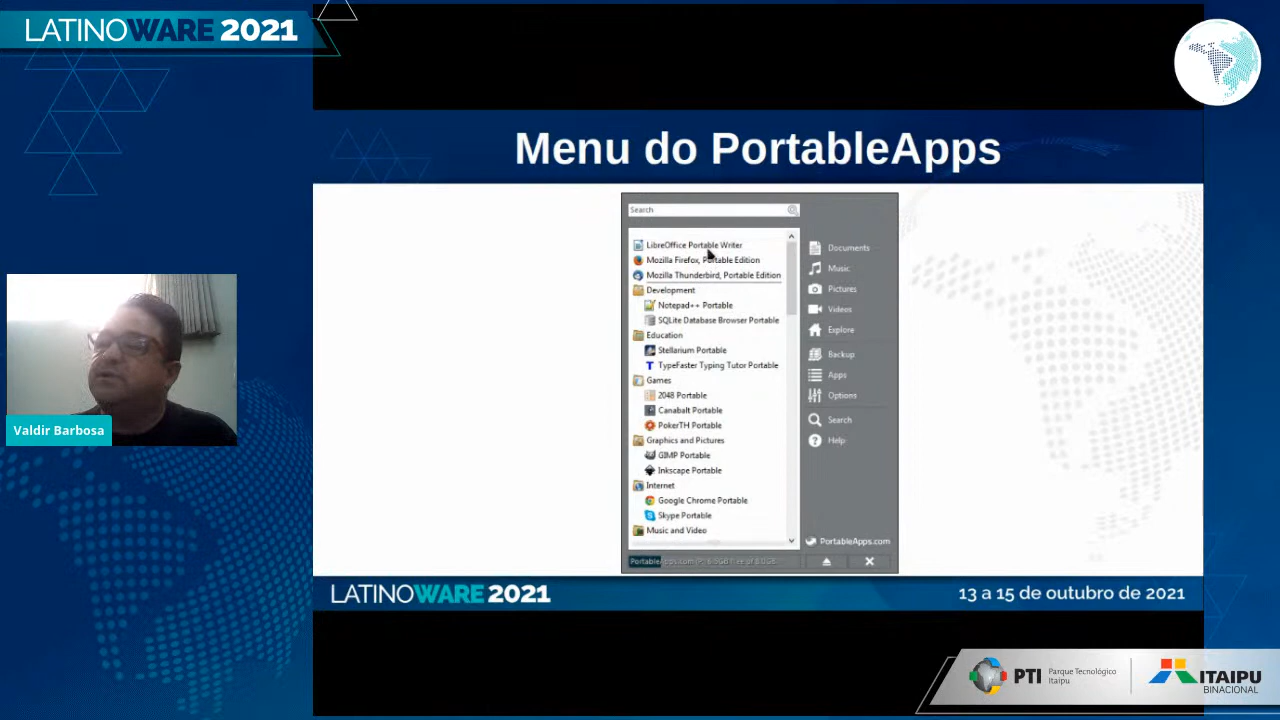 LATINOWARE 2021
Menu do PortableApps
Search
LibreOffice Portable Writer
Mozilla Firefox, Portable Edition
Mozilla Thunderbird, Portable Edition
Development
Notepad++ Portable
SQLite Database Browser Portable
Education
Stellarium Portable
TypeFaster Typing Tutor Portable
Games
2048 Portable
Canabalt Portable
PokerTH Portable
Graphics and Pictures
GIMP Portable
Inkscape Portable
Internet
Google Chrome Portable
Skype Portable
Music and Video
Documents
Music
Pictures
Videos
Explore
Backup
Apps
Options
Search
Help
PortableApps.com
PortableApps.com
Valdir Barbosa
LATINOWARE 2021
13 a 15 de outubro de 2021
PTI
Parque Tecnológico
Itaipu
ITAIPU
BINACIONAL